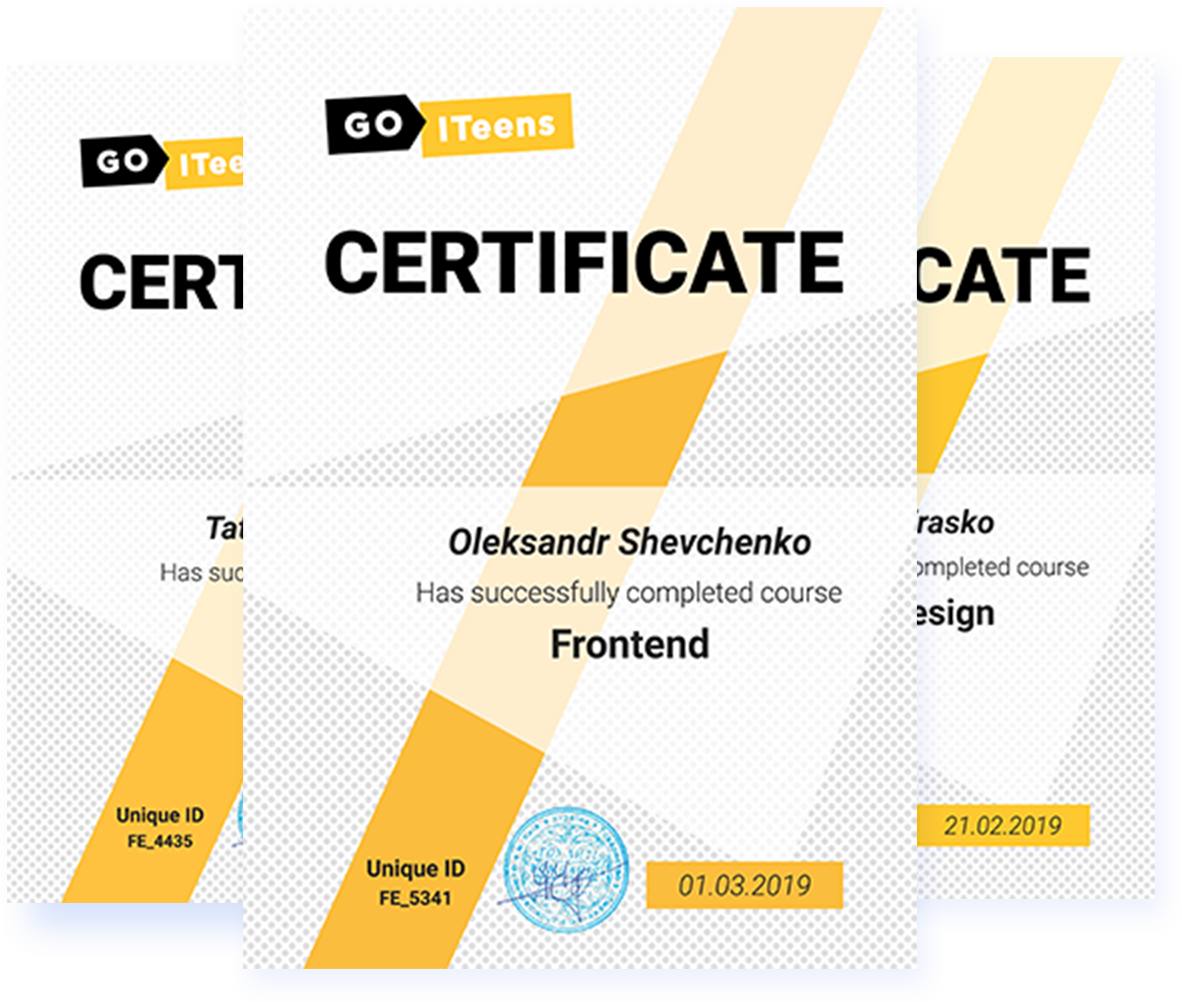 GO ITeens
CERTIFICATE
Oleksandr Shevchenko
Has successfully completed course
Frontend
Unique ID
FE_5341
01.03.2019
GO ITee
CERT
Tat
Has suc
Unique ID
FE_4435
CATE
rasko
ompleted course
esign
21.02.2019